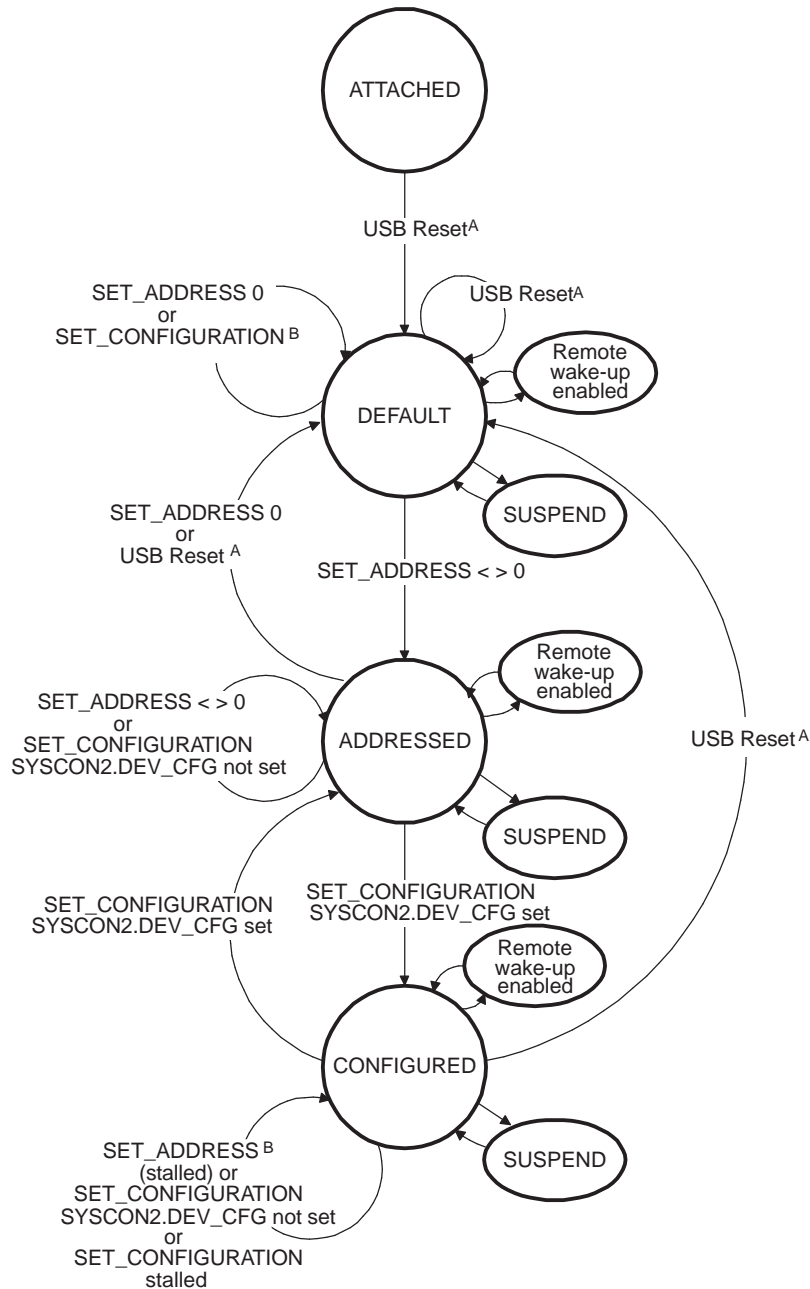 ATTACHED
USB Reset A
SET_ADDRESS 0
or
SET_CONFIGURATION B
USB Reset A
Remote
wake-up
enabled
DEFAULT
SUSPEND
SET_ADDRESS 0
or
USB Reset A
SET_ADDRESS < > 0
Remote
wake-up
enabled
SET_ADDRESS < > 0
or
SET_CONFIGURATION
SYSCON2.DEV_CFG not set
ADDRESSED
USB Reset A
SUSPEND
SET_CONFIGURATION
SYSCON2.DEV_CFG set
SET_CONFIGURATION
SYSCON2.DEV_CFG set
Remote
wake-up
enabled
CONFIGURED
SUSPEND
SET_ADDRESS B
(stalled) or
SET_CONFIGURATION
SYSCON2.DEV_CFG not set
or
SET_CONFIGURATION
stalled